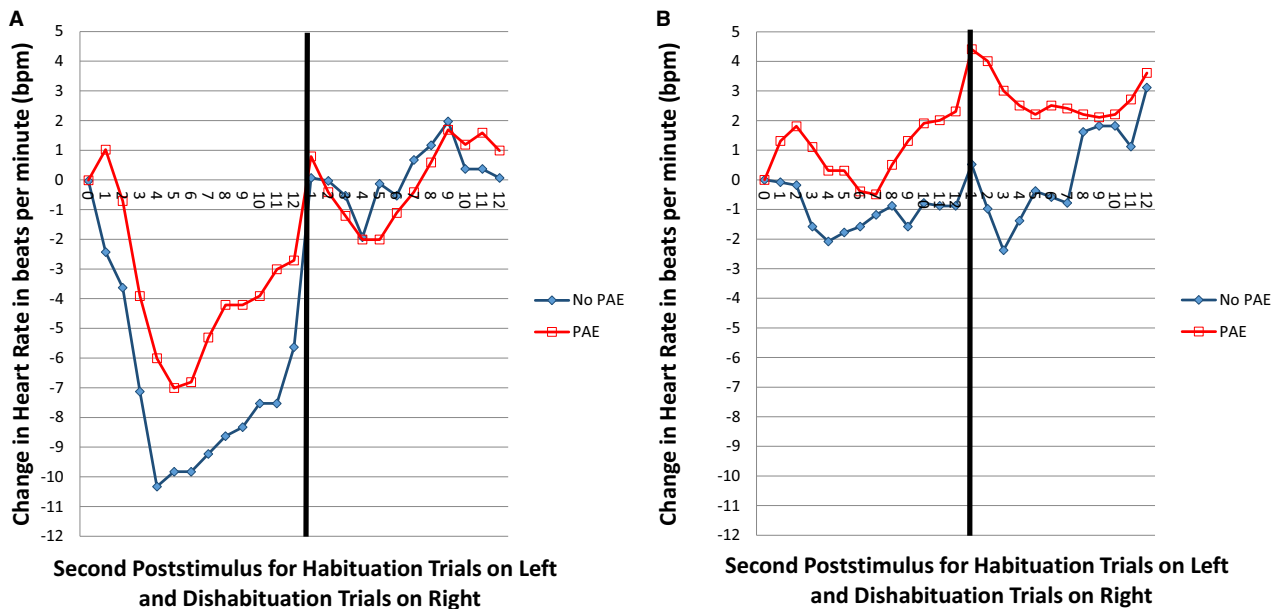 A
Change in Heart Rate in beats per minute (bpm)
5
4
3
2
1
0
-1
-2
-3
-4
-5
-6
-7
-8
-9
-10
-11
-12
0 1 2 3 4 5 6 7 8 9 10 11 12 1 2 3 4 5 6 7 8 9 10 11 12
No PAE
PAE
Second Poststimulus for Habituation Trials on Left
and Dishabituation Trials on Right
B
Change in Heart Rate in beats per minute (bpm)
5
4
3
2
1
0
-1
-2
-3
-4
-5
-6
-7
-8
-9
-10
-11
-12
0 1 2 3 4 5 6 7 8 9 10 11 12 1 2 3 4 5 6 7 8 9 10 11 12
No PAE
PAE
Second Poststimulus for Habituation Trials on Left
and Dishabituation Trials on Right